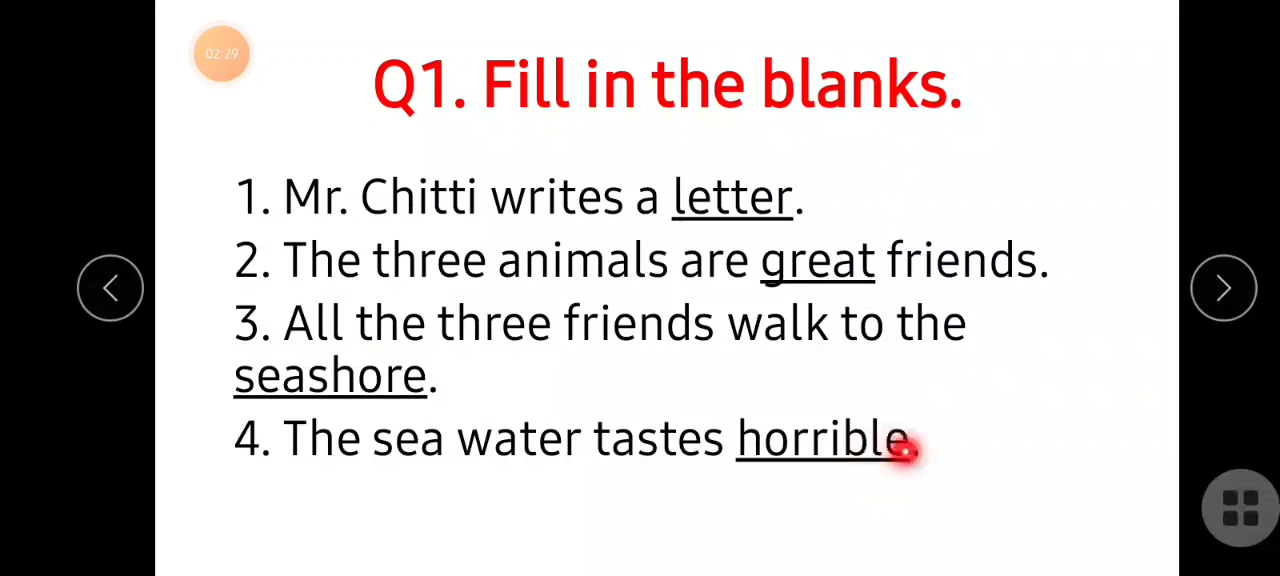 02:29
Q1. Fill in the blanks.
1. Mr. Chitti writes a letter.
2. The three animals are great friends.
3. All the three friends walk to the
seashore.
4. The sea water tastes horrible.